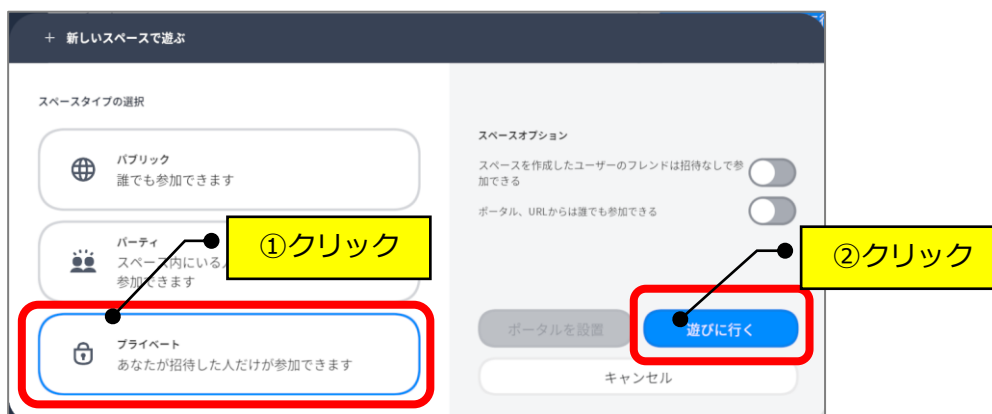 ＋ 新しいスペースで遊ぶ
スペースタイプの選択
パブリック
誰でも参加できます
パーティ
スペース内にいる
参加できます
プライベート
あなたが招待した人だけが参加できます
①クリック
スペースオプション
スペースを作成したユーザーのフレンドは招待なしで参
加できる
ポータル、URLからは誰でも参加できる
②クリック
ポータルを設置
遊びに行く
キャンセル